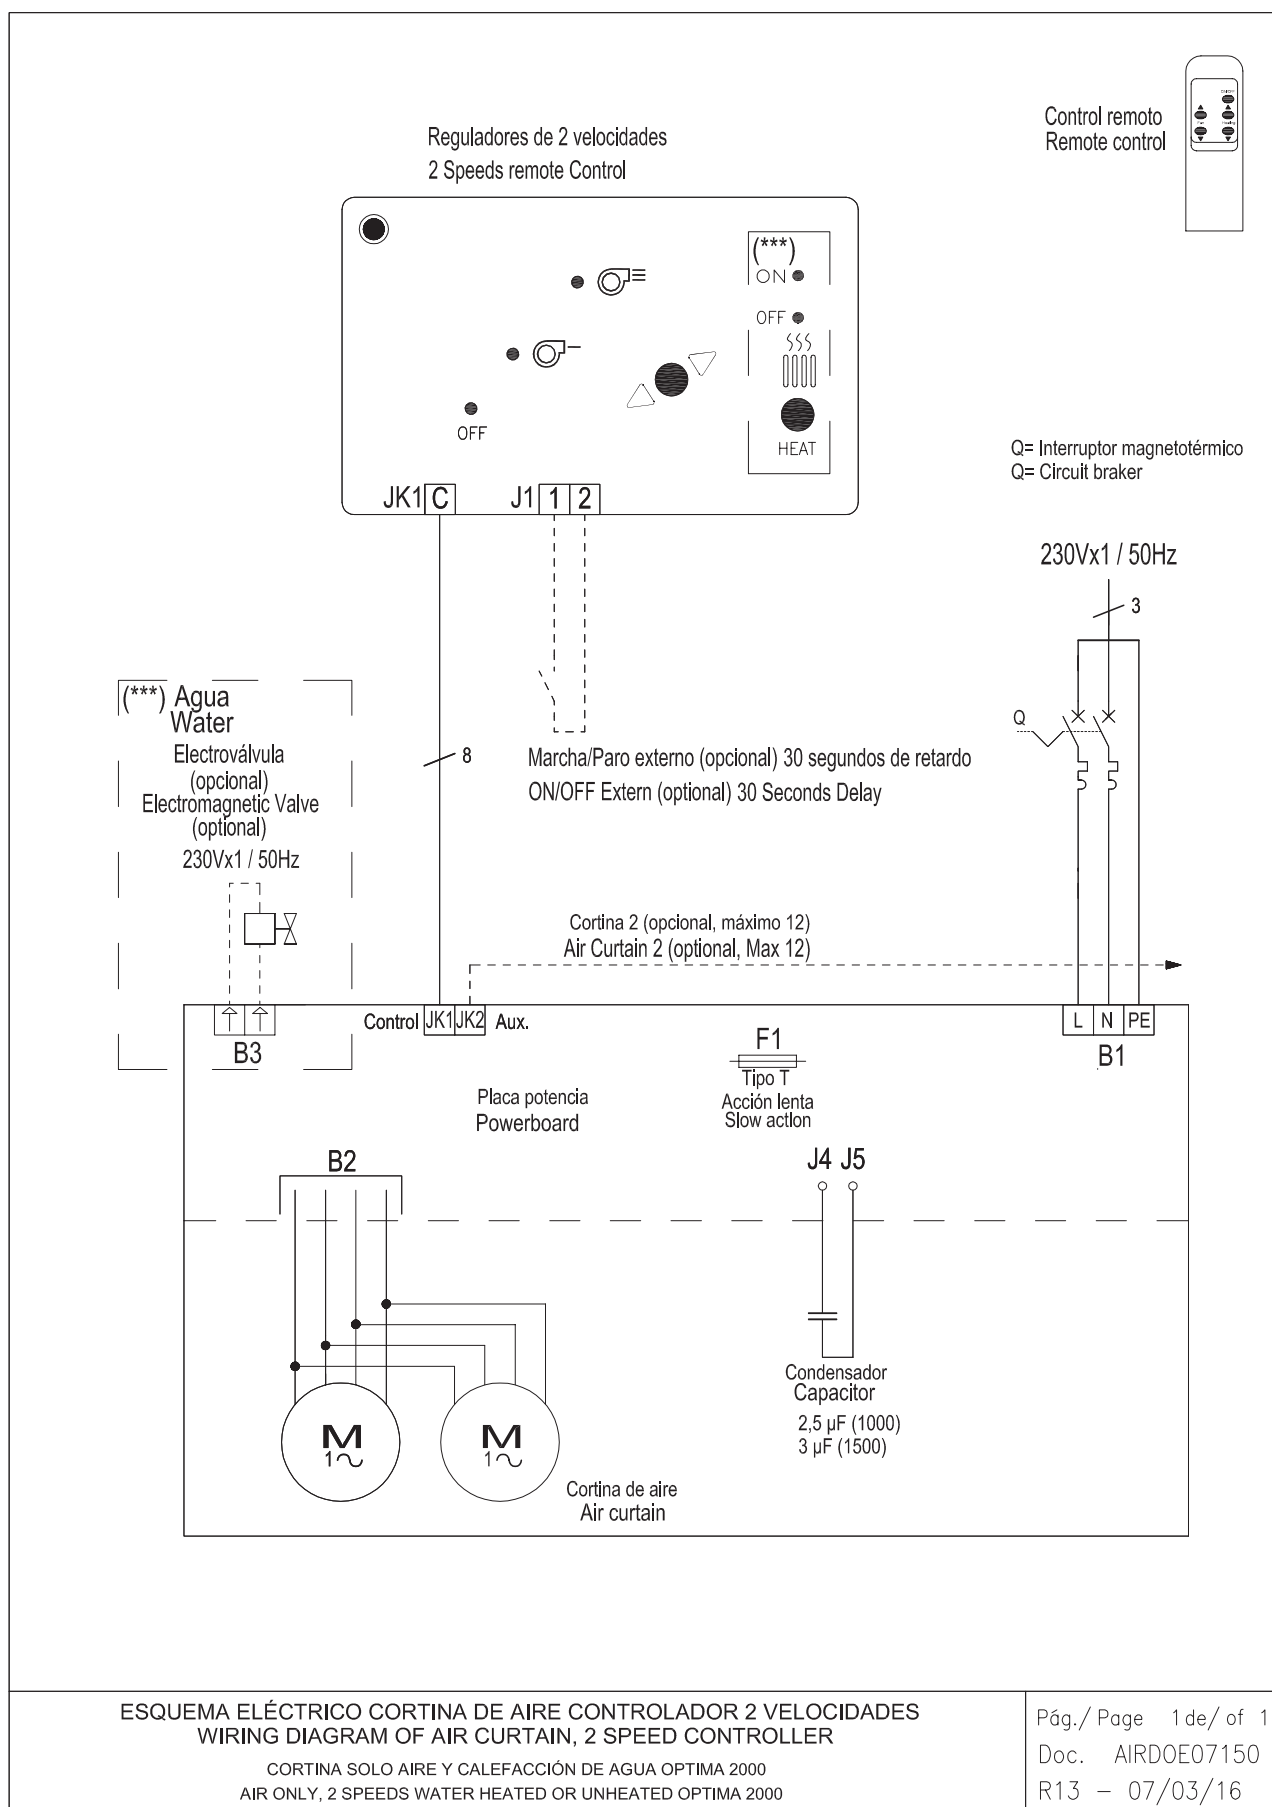 Control remoto
Remote control
ON/OFF
Fan
Heating
Reguladores de 2 velocidades
2 Speeds remote Control
(***)
ON
OFF
HEAT
OFF
JK1 C
J1 1 2
Q= Interruptor magnetotérmico
Q= Circuit braker
230Vx1 / 50Hz
3
Q
(***) Agua
Water
Electroválvula
(opcional)
Electromagnetic Valve
(optional)
230Vx1 / 50Hz
8
Marcha/Paro externo (opcional) 30 segundos de retardo
ON/OFF Extern (optional) 30 Seconds Delay
Cortina 2 (opcional, máximo 12)
Air Curtain 2 (optional, Max 12)
B3
Control JK1 JK2 Aux.
L N PE
B1
F1
Tipo T
Acción lenta
Slow action
Placa potencia
Powerboard
B2
J4 J5
Condensador
Capacitor
2,5 µF (1000)
3 µF (1500)
M
1~
M
1~
Cortina de aire
Air curtain
ESQUEMA ELÉCTRICO CORTINA DE AIRE CONTROLADOR 2 VELOCIDADES
WIRING DIAGRAM OF AIR CURTAIN, 2 SPEED CONTROLLER
CORTINA SOLO AIRE Y CALEFACCIÓN DE AGUA OPTIMA 2000
AIR ONLY, 2 SPEEDS WATER HEATED OR UNHEATED OPTIMA 2000
Pág./ Page 1 de/ of 1
Doc. AIRDOE07150
R13 - 07/03/16